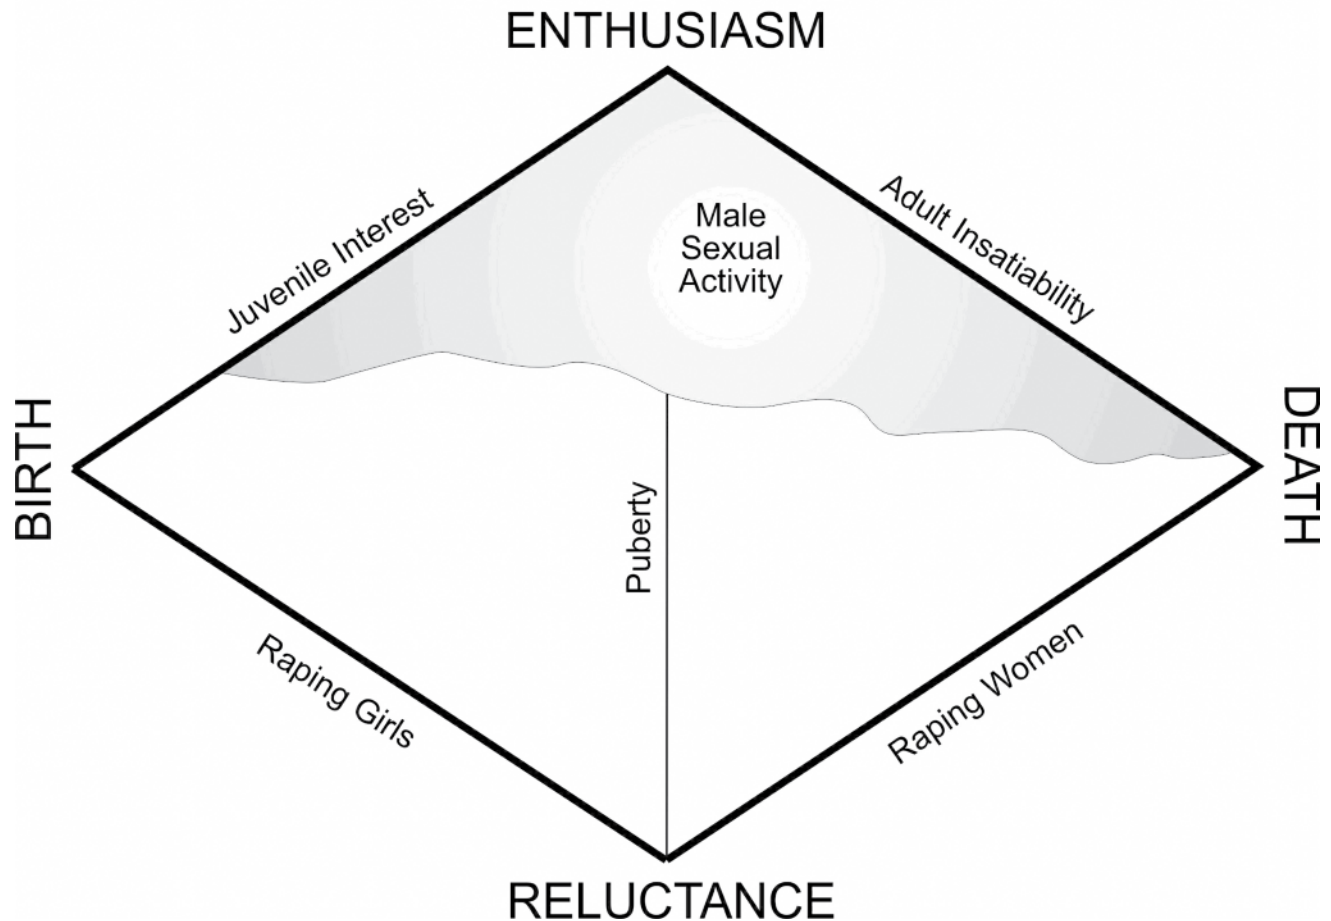 ENTHUSIASM
Juvenile Interest
Adult Insatiability
Male
Sexual
Activity
BIRTH
DEATH
Puberty
Raping Girls
Raping Women
RELUCTANCE